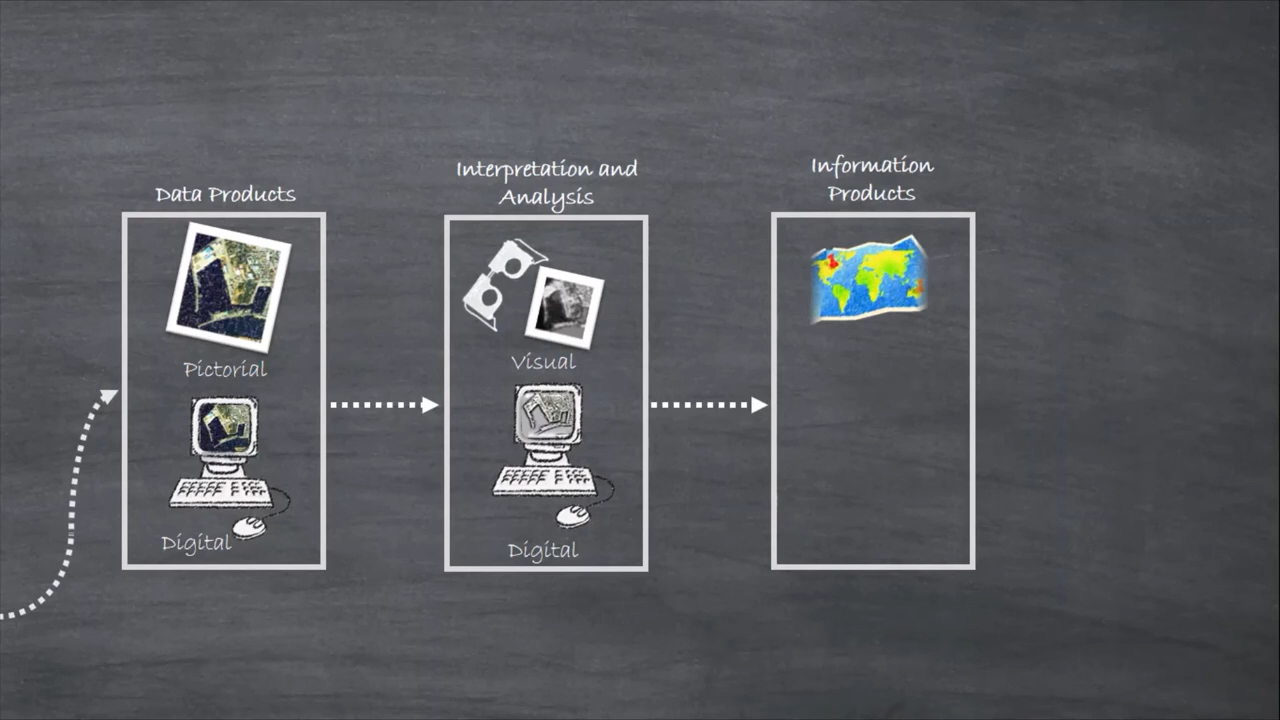 Data Products
Pictorial
Digital
Interpretation and
Analysis
Visual
Digital
Information
Products